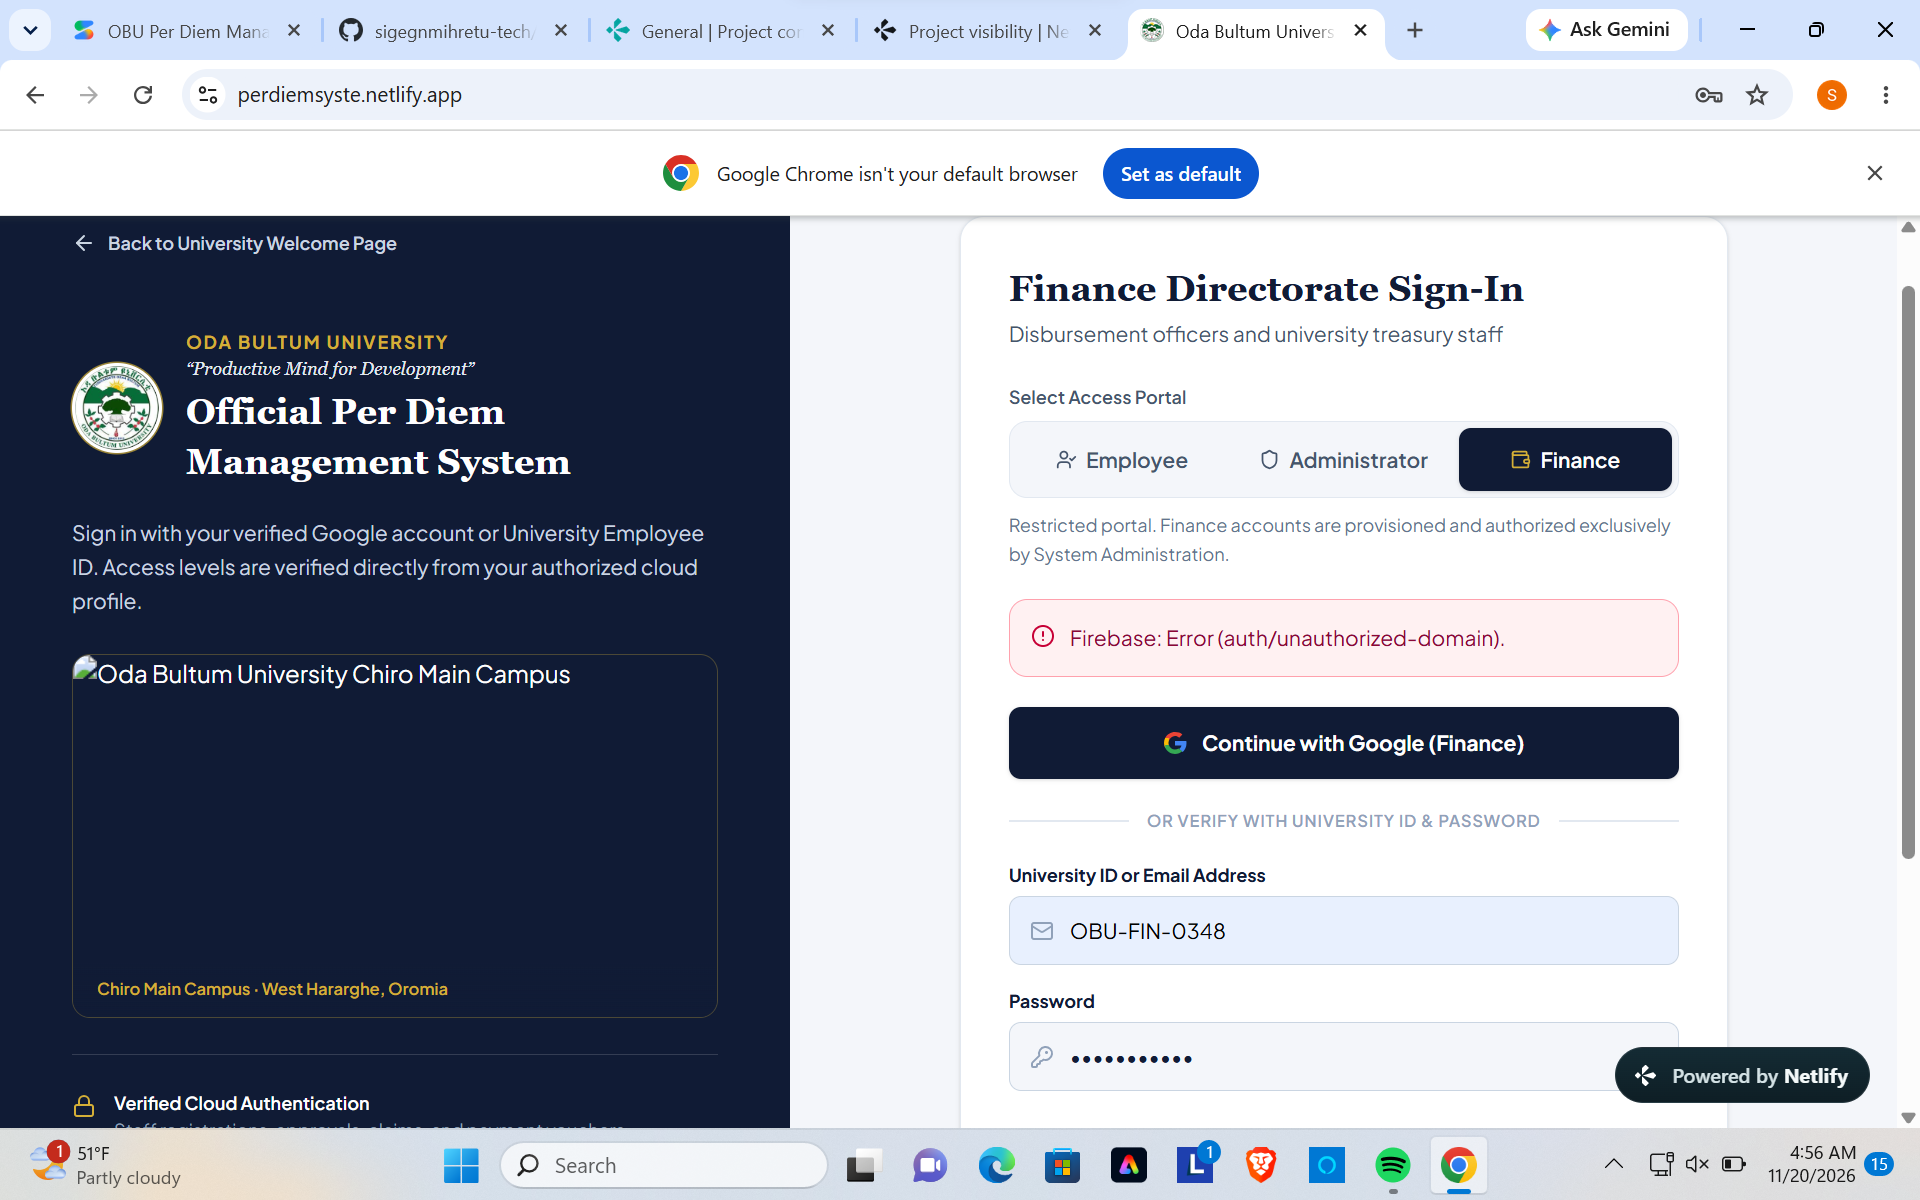 OBU Per Diem Mana
sigegnmihretu-tech/
General | Project cor
Project visibility | Ne
Oda Bultum Univers
Ask Gemini
perdiemsyste.netlify.app
S
Google Chrome isn't your default browser
Set as default
Back to University Welcome Page
ODA BULTUM UNIVERSITY
“Productive Mind for Development”
Official Per Diem
Management System
Sign in with your verified Google account or University Employee
ID. Access levels are verified directly from your authorized cloud
profile.
Oda Bultum University Chiro Main Campus
Chiro Main Campus · West Hararghe, Oromia
Verified Cloud Authentication
Finance Directorate Sign-In
Disbursement officers and university treasury staff
Select Access Portal
Employee
Administrator
Finance
Restricted portal. Finance accounts are provisioned and authorized exclusively
by System Administration.
Firebase: Error (auth/unauthorized-domain).
Continue with Google (Finance)
OR VERIFY WITH UNIVERSITY ID & PASSWORD
University ID or Email Address
OBU-FIN-0348
Password
•••••••••••
Powered by Netlify
1
51°F
Partly cloudy
Search
L
1
4:56 AM
11/20/2026
15